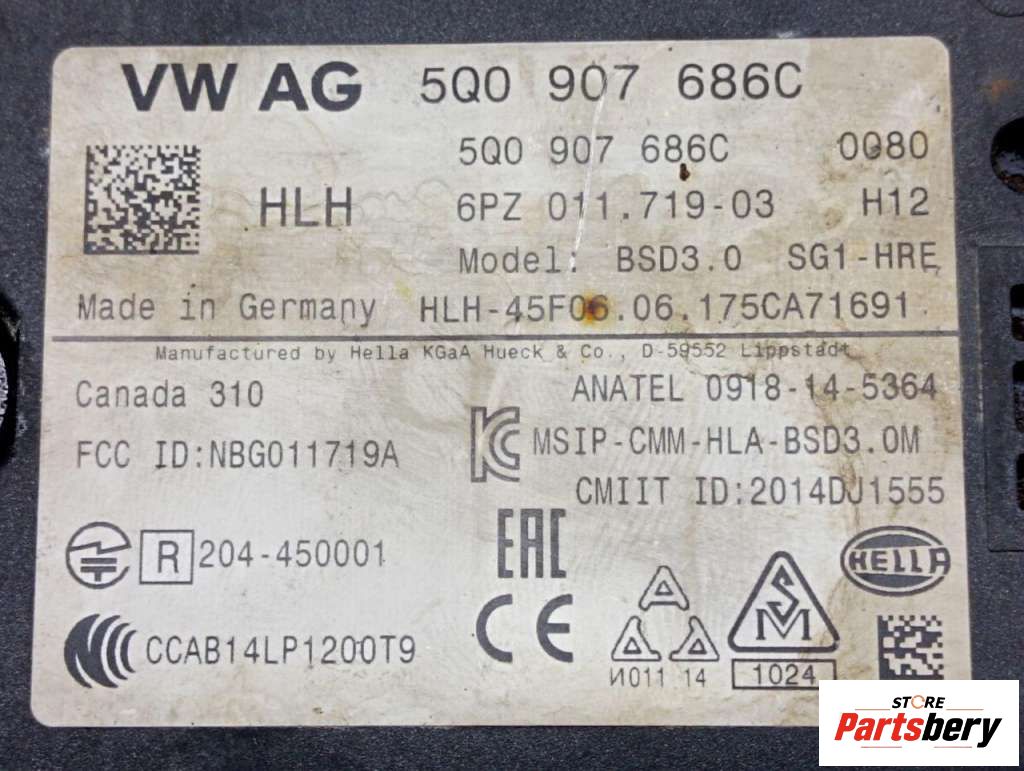 VW AG 5Q0 907 686C
5Q0 907 686C 0080
HLH 6PZ 011.719-03 H12
Model: BSD3.0 SG1-HRE
Made in Germany HLH-45F06.06.175CA71691
Manufactured by Hella KGaA Hueck & Co., D-59552 Lippstadt
Canada 310 ANATEL 0918-14-5364
FCC ID:NBG011719A MSIP-CMM-HLA-BSD3.0M
CMIIT ID:2014DJ1555
R 204-450001 EAC HELLA
CCAB14LP1200T9 CE
И011 14 1024
STORE
Partsbery